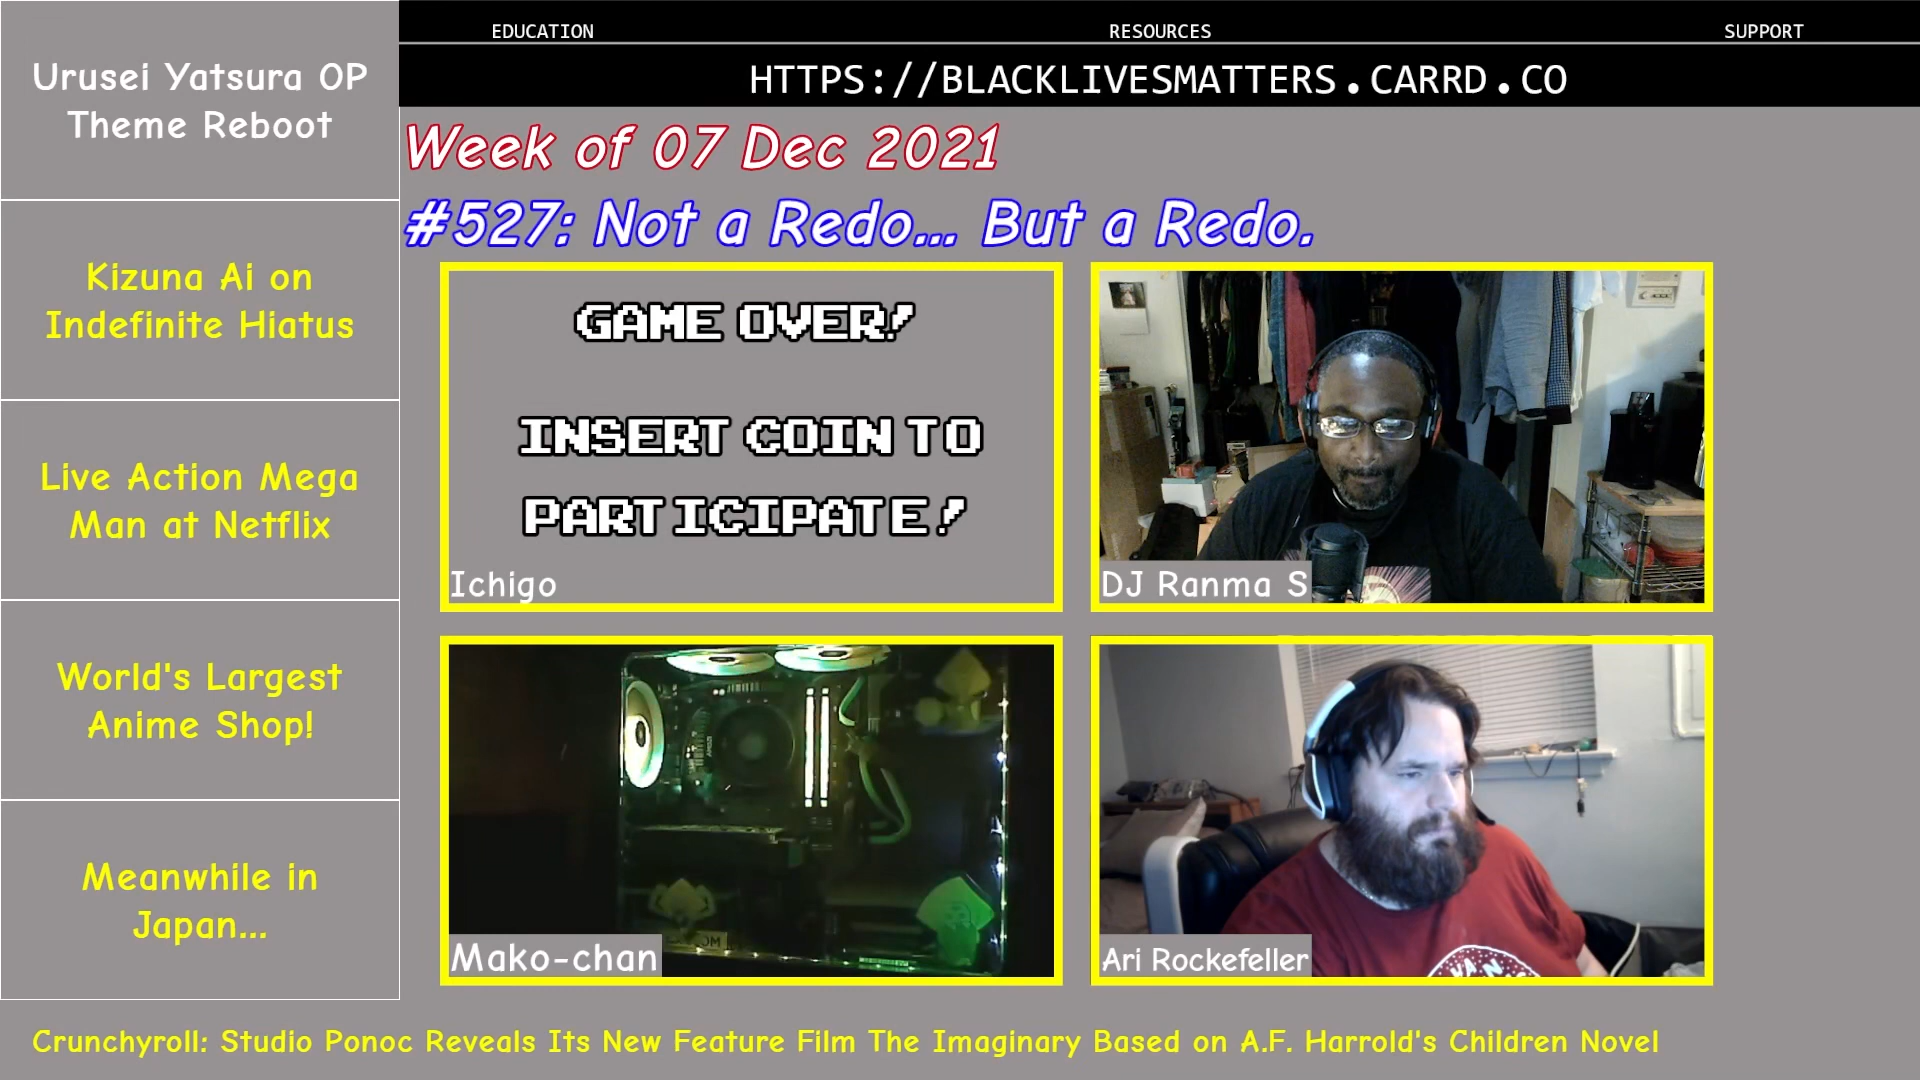 EDUCATION
RESOURCES
SUPPORT
HTTPS://BLACKLIVESMATTERS.CARRD.CO
Urusei Yatsura OP
Theme Reboot
Kizuna Ai on
Indefinite Hiatus
Live Action Mega
Man at Netflix
World's Largest
Anime Shop!
Meanwhile in
Japan...
Week of 07 Dec 2021
#527: Not a Redo... But a Redo.
GAME OVER!
INSERT COIN TO
PARTICIPATE!
Ichigo
DJ Ranma S
Mako-chan
Ari Rockefeller
Crunchyroll: Studio Ponoc Reveals Its New Feature Film The Imaginary Based on A.F. Harrold's Children Novel